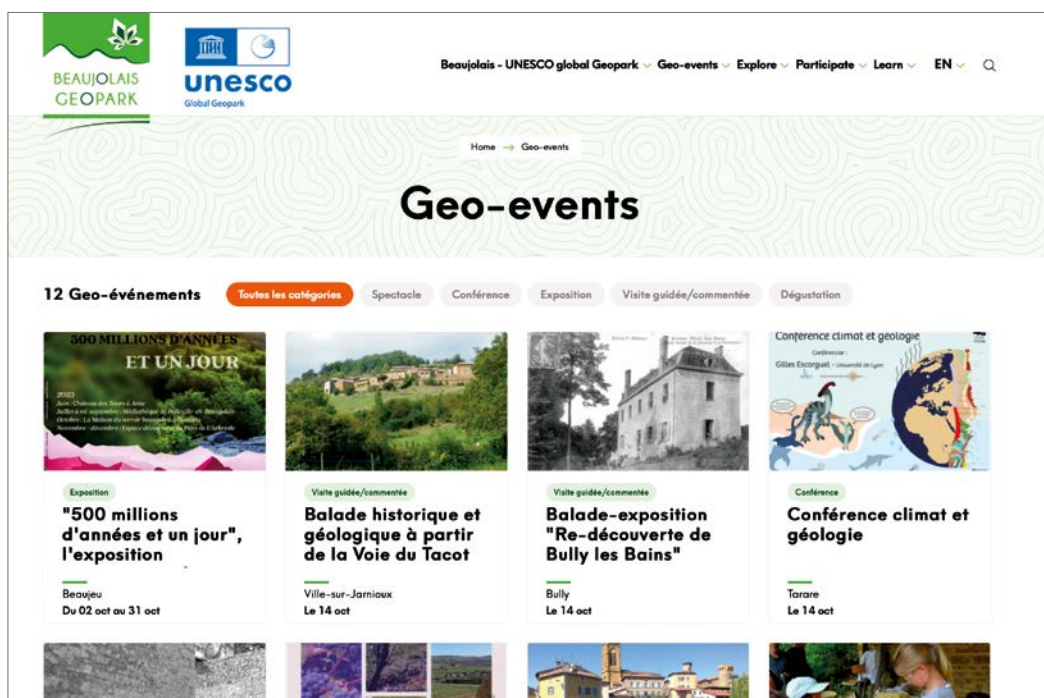 BEAUJOLAIS
GEOPARK
unesco
Global Geopark
Beaujolais - UNESCO global Geopark Geo-events Explore Participate Learn EN
Home → Geo-events
Geo-events
12 Geo-événements
Toutes les catégories Spectacle Conférence Exposition Visite guidée/commentée Dégustation
500 MILLIONS D'ANNÉES
ET UN JOUR
2023
Exposition
"500 millions
d'années et un jour",
l'exposition
Beaujeu
Du 02 oct au 31 oct
Visite guidée/commentée
Balade historique et
géologique à partir
de la Voie du Tacot
Ville-sur-Jarnioux
Le 14 oct
Visite guidée/commentée
Balade-exposition
"Re-découverte de
Bully les Bains"
Bully
Le 14 oct
Conférence climat et géologie
Gilles Escarguel - Université de Lyon
Conférence
Conférence climat et
géologie
Tarare
Le 14 oct